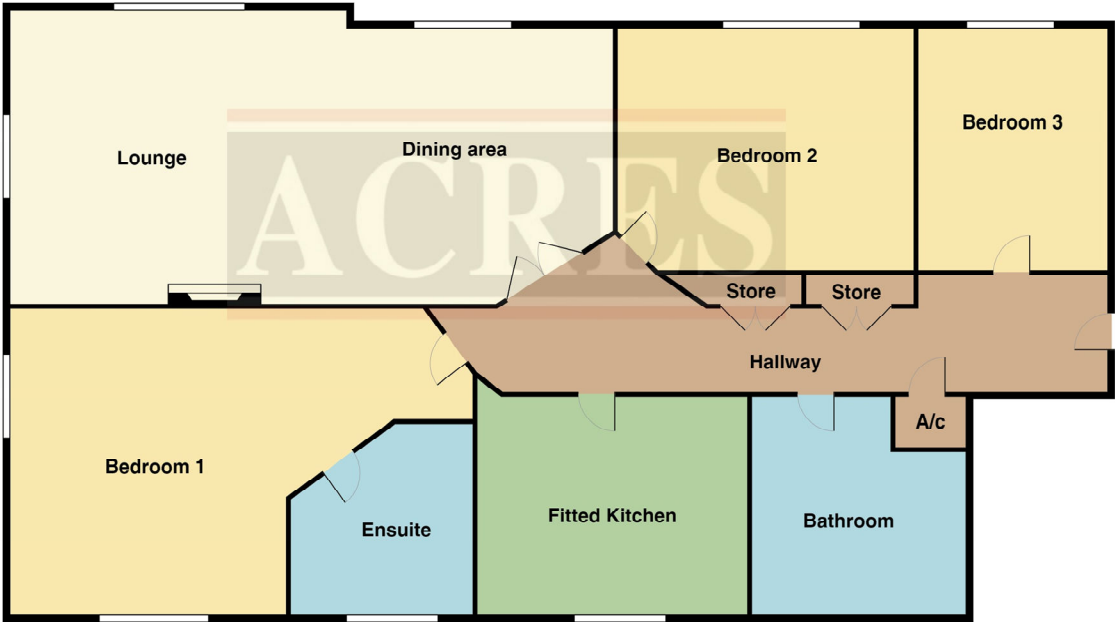 Lounge
Dining area
Bedroom 2
Bedroom 3
ACRES
Store
Store
Hallway
A/c
Bedroom 1
Ensuite
Fitted Kitchen
Bathroom